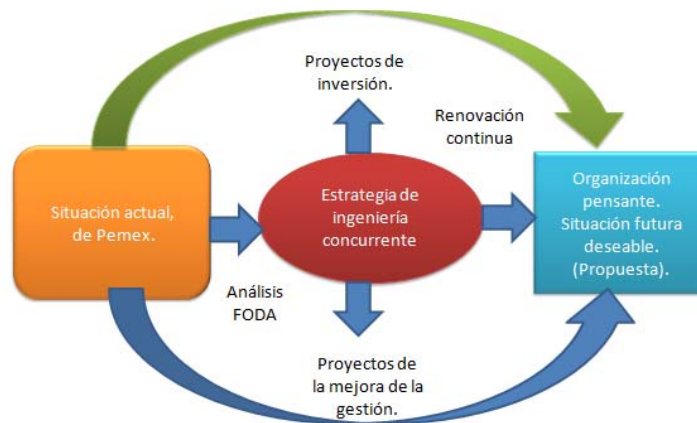 Proyectos de
inversión.
Renovación
continua
Situación actual,
de Pemex.
Estrategia de
ingeniería
concurrente
Organización
pensante.
Situación futura
deseable.
(Propuesta).
Análisis
FODA
Proyectos de
la mejora de la
gestión.